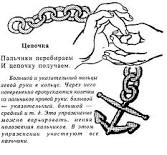 Цепочка
Пальчики перебираем
И цепочку получаем.
Большой и указательный пальцы
левой руки в кольце. Через него
попеременно пропускаются колечки
из пальчиков правой руки: большой
— указательный, большой —
средний и т. д. Это упражнение
можно варьировать, меняя
положения пальчиков. В этом
упражнении участвуют все
пальчики.